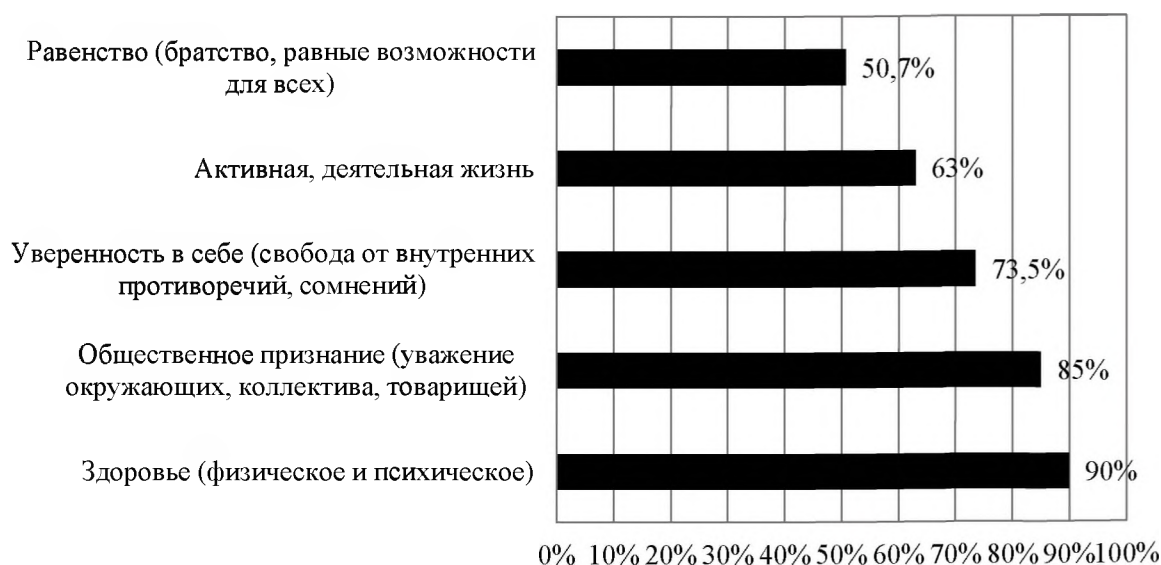 Равенство (братство, равные возможности
для всех)
50,7%
Активная, деятельная жизнь
63%
Уверенность в себе (свобода от внутренних
противоречий, сомнений)
73,5%
Общественное признание (уважение
окружающих, коллектива, товарищей)
85%
Здоровье (физическое и психическое)
90%
0% 10% 20% 30% 40% 50% 60% 70% 80% 90% 100%